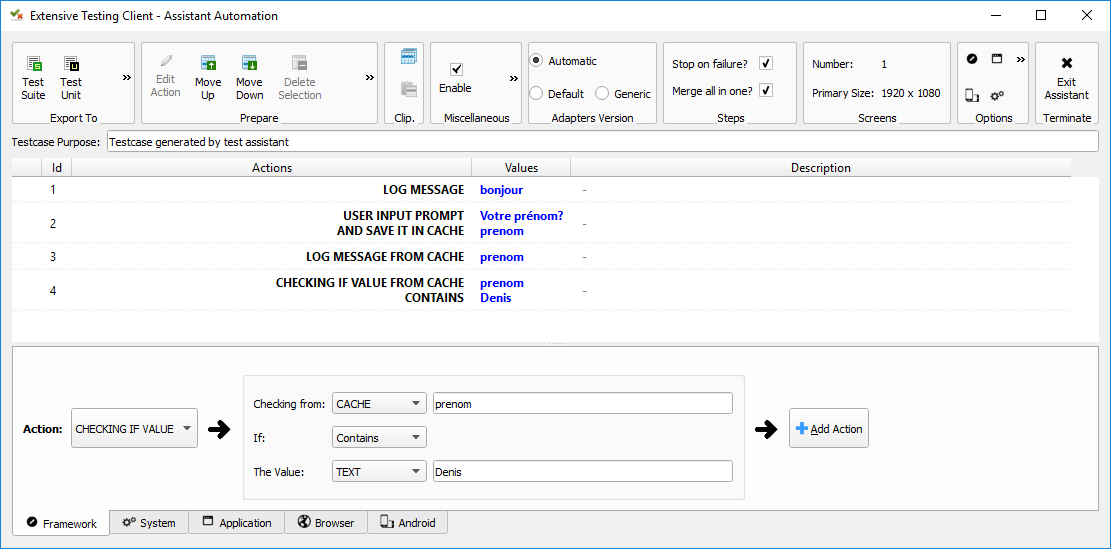 Extensive Testing Client - Assistant Automation
Test Suite
Test Unit
»
Export To
Edit Action
Move Up
Move Down
Delete Selection
»
Prepare
Clip.
Enable
»
Miscellaneous
Automatic
Default
Generic
Adapters Version
Stop on failure?
Merge all in one?
Steps
Number: 1
Primary Size: 1920 x 1080
Screens
»
Options
Exit Assistant
Terminate
Testcase Purpose: Testcase generated by test assistant
Id Actions Values Description
1 LOG MESSAGE bonjour -
2 USER INPUT PROMPT Votre prénom? -
AND SAVE IT IN CACHE prenom
3 LOG MESSAGE FROM CACHE prenom -
4 CHECKING IF VALUE FROM CACHE prenom -
CONTAINS Denis
Action: CHECKING IF VALUE
Checking from: CACHE prenom
If: Contains
The Value: TEXT Denis
Add Action
Framework
System
Application
Browser
Android